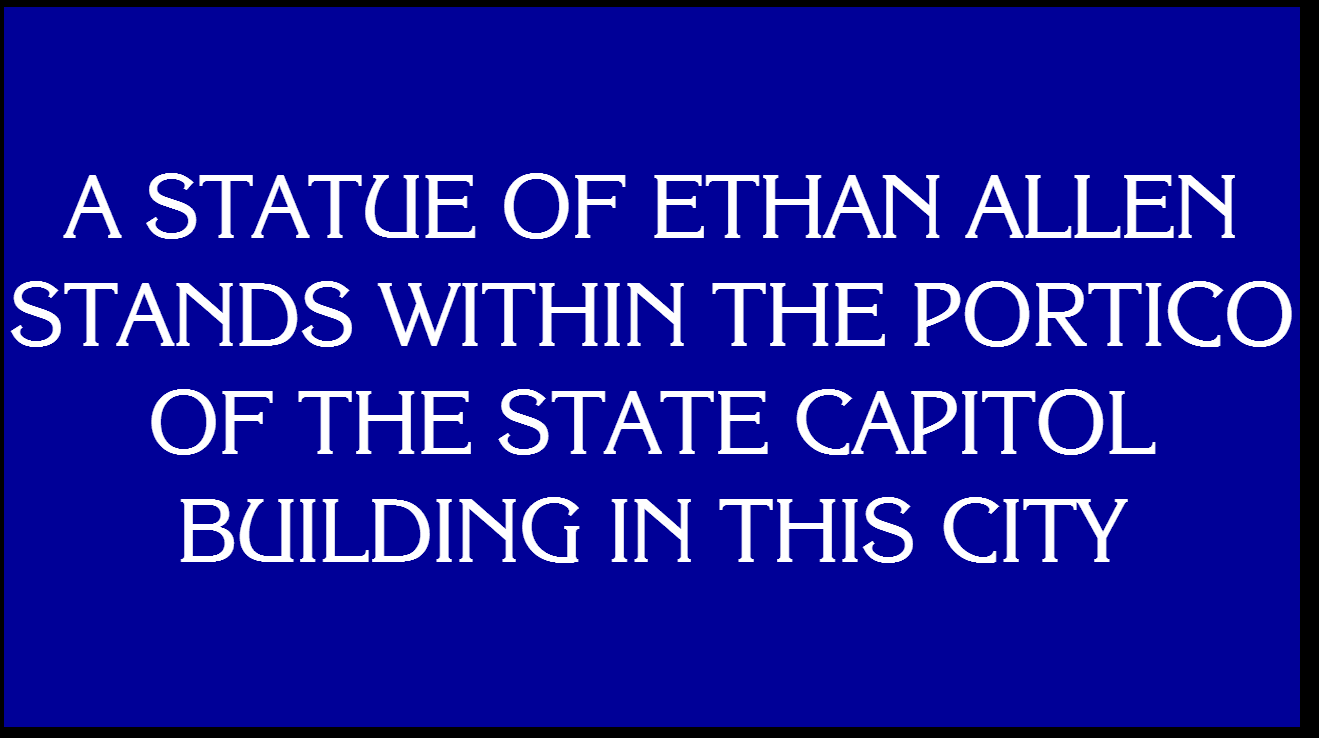 A STATUE OF ETHAN ALLEN
STANDS WITHIN THE PORTICO
OF THE STATE CAPITOL
BUILDING IN THIS CITY